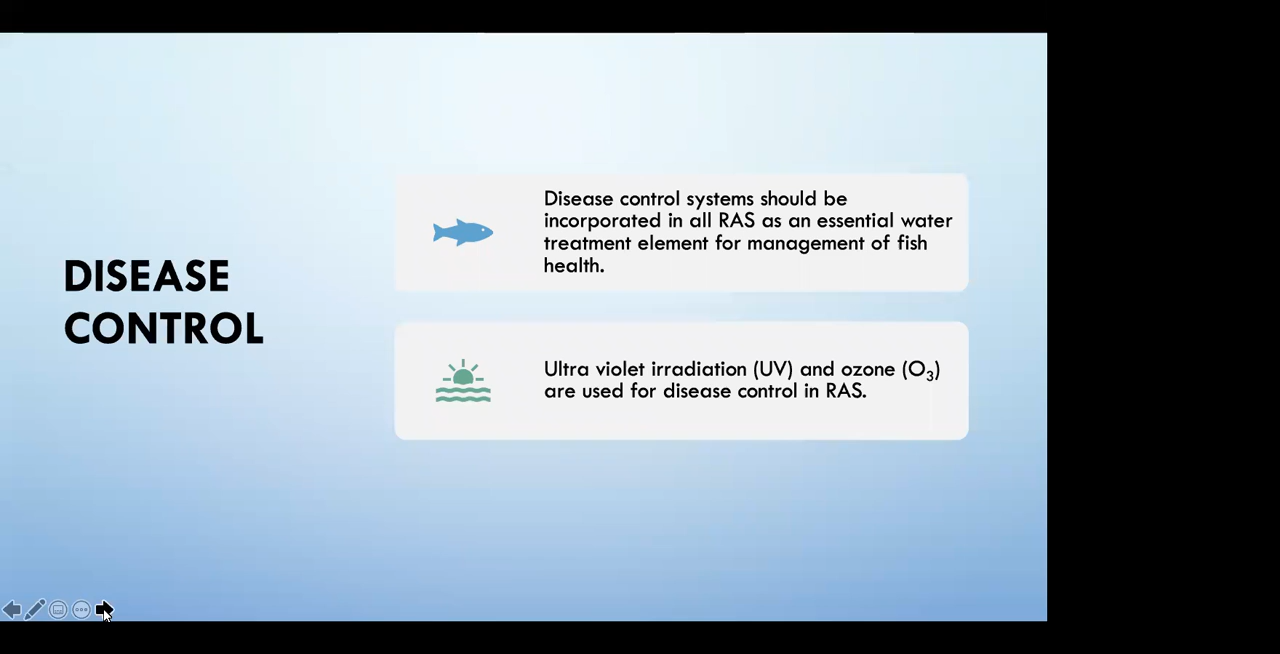 DISEASE
CONTROL
Disease control systems should be
incorporated in all RAS as an essential water
treatment element for management of fish
health.
Ultra violet irradiation (UV) and ozone (O₃)
are used for disease control in RAS.